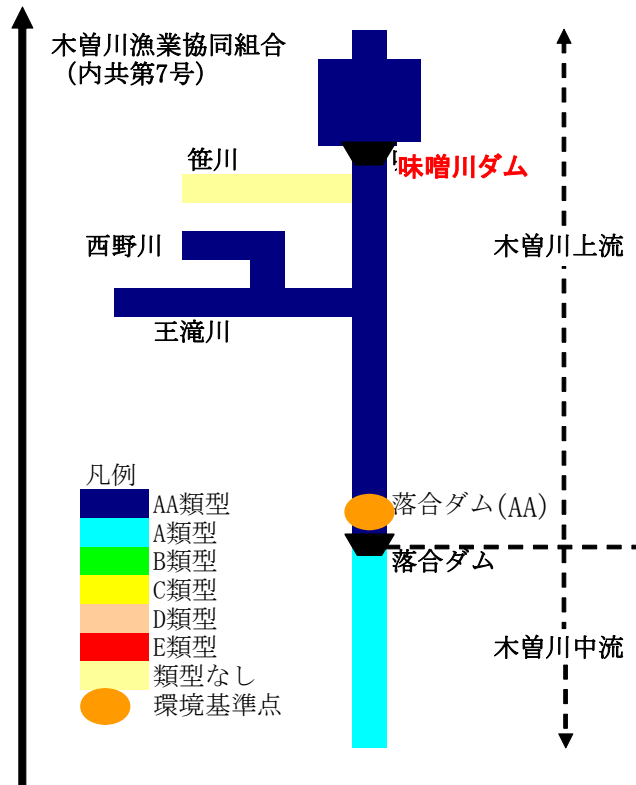 木曽川漁業協同組合
(内共第7号)
笹川
味噌川ダム
西野川
木曽川上流
王滝川
凡例
AA類型
A類型
B類型
C類型
D類型
E類型
類型なし
環境基準点
落合ダム(AA)
落合ダム
木曽川中流